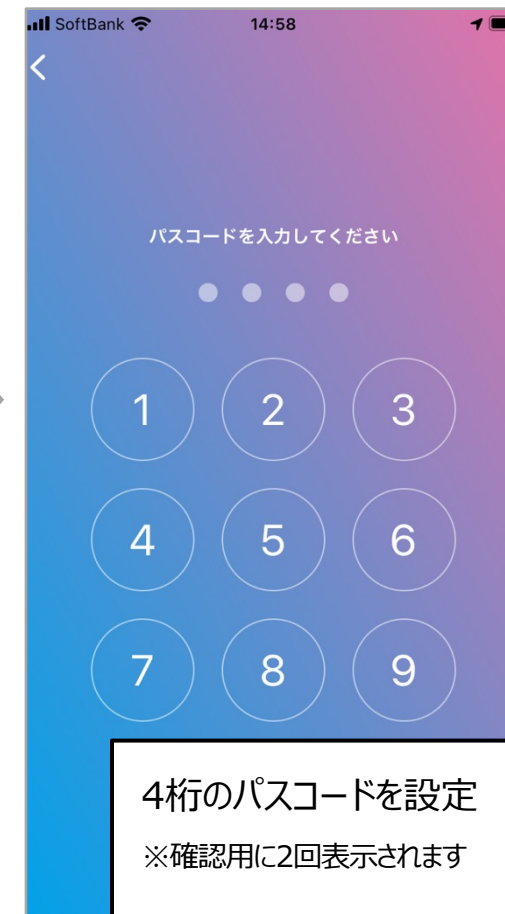 SoftBank 14:58
パスコードを入力してください
1 2 3
4 5 6
7 8 9
4桁のパスコードを設定
※確認用に2回表示されます